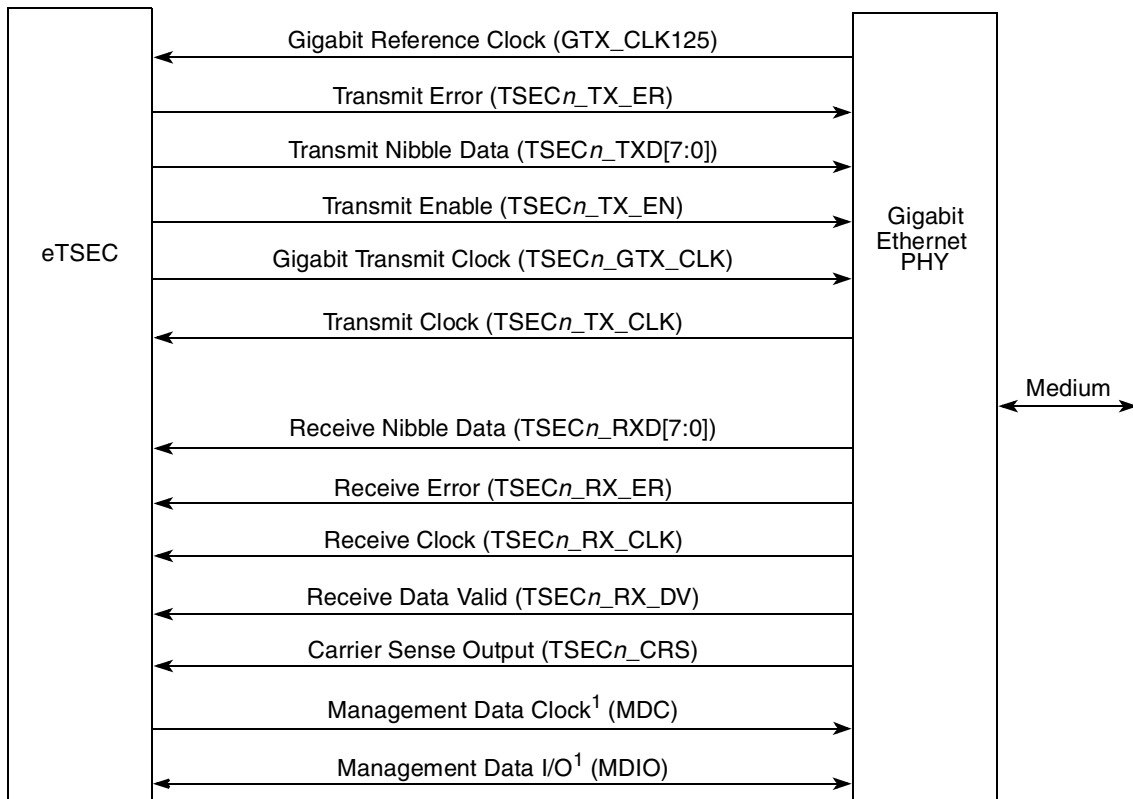 Gigabit Reference Clock (GTX_CLK125)
Transmit Error (TSECn_TX_ER)
Transmit Nibble Data (TSECn_TXD[7:0])
Transmit Enable (TSECn_TX_EN)
eTSEC
Gigabit
Ethernet
PHY
Gigabit Transmit Clock (TSECn_GTX_CLK)
Transmit Clock (TSECn_TX_CLK)
Medium
Receive Nibble Data (TSECn_RXD[7:0])
Receive Error (TSECn_RX_ER)
Receive Clock (TSECn_RX_CLK)
Receive Data Valid (TSECn_RX_DV)
Carrier Sense Output (TSECn_CRS)
Management Data Clock¹ (MDC)
Management Data I/O¹ (MDIO)